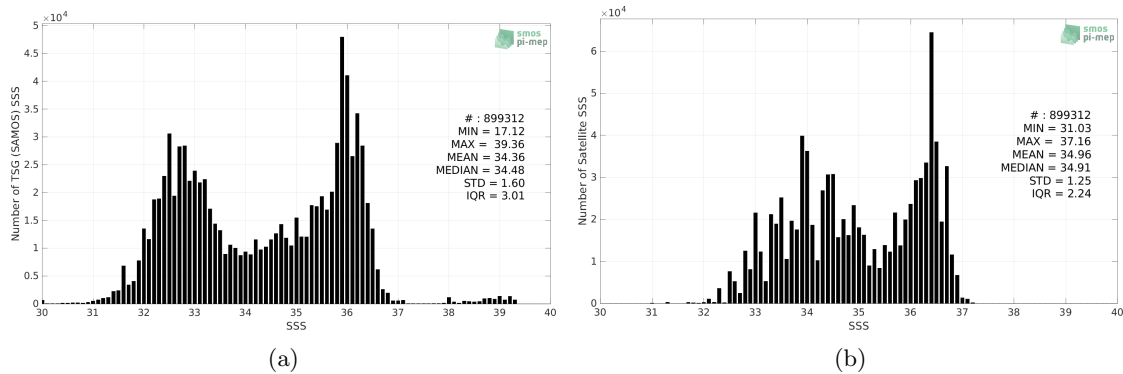 ×10⁴
5
4.5
4
3.5
3
2.5
2
1.5
1
0.5
0
Number of TSG (SAMOS) SSS
30 31 32 33 34 35 36 37 38 39 40
SSS
smos
pi-mep
# : 899312
MIN = 17.12
MAX = 39.36
MEAN = 34.36
MEDIAN = 34.48
STD = 1.60
IQR = 3.01
(a)
×10⁴
6
5
4
3
2
1
0
Number of Satellite SSS
30 31 32 33 34 35 36 37 38 39 40
SSS
smos
pi-mep
# : 899312
MIN = 31.03
MAX = 37.16
MEAN = 34.96
MEDIAN = 34.91
STD = 1.25
IQR = 2.24
(b)